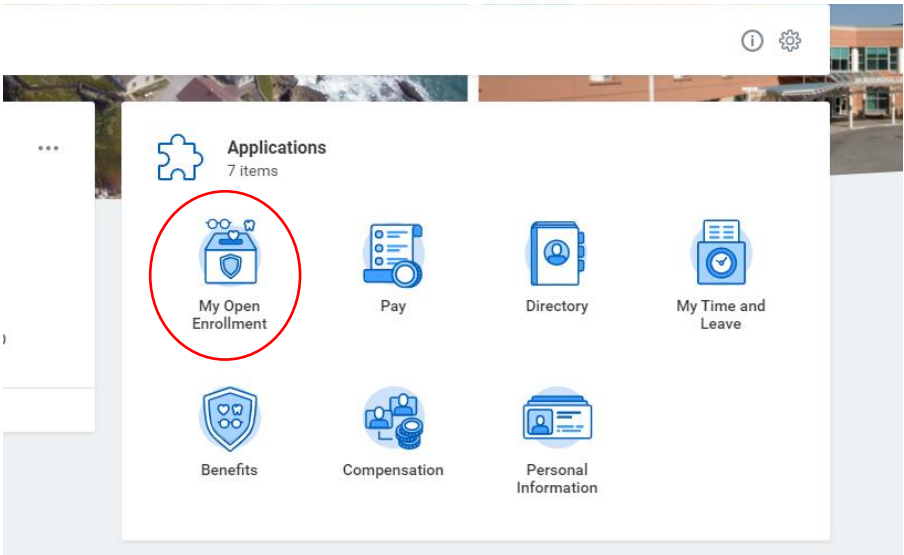 Applications
7 items
My Open
Enrollment
Pay
Directory
My Time and
Leave
Benefits
Compensation
Personal
Information